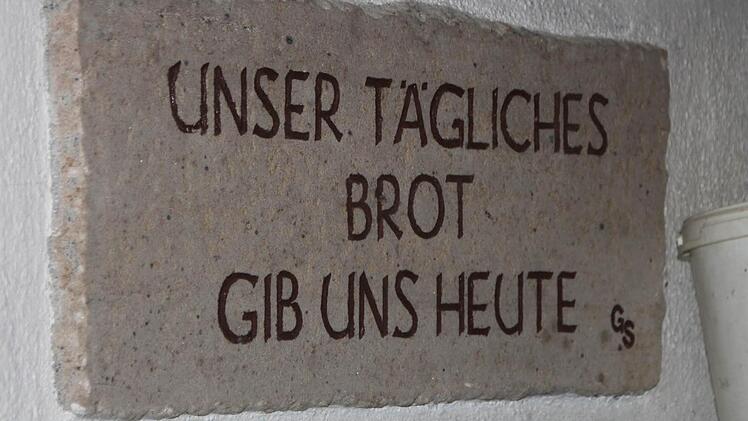 UNSER TÄGLICHES
BROT
GIB UNS HEUTE
GS